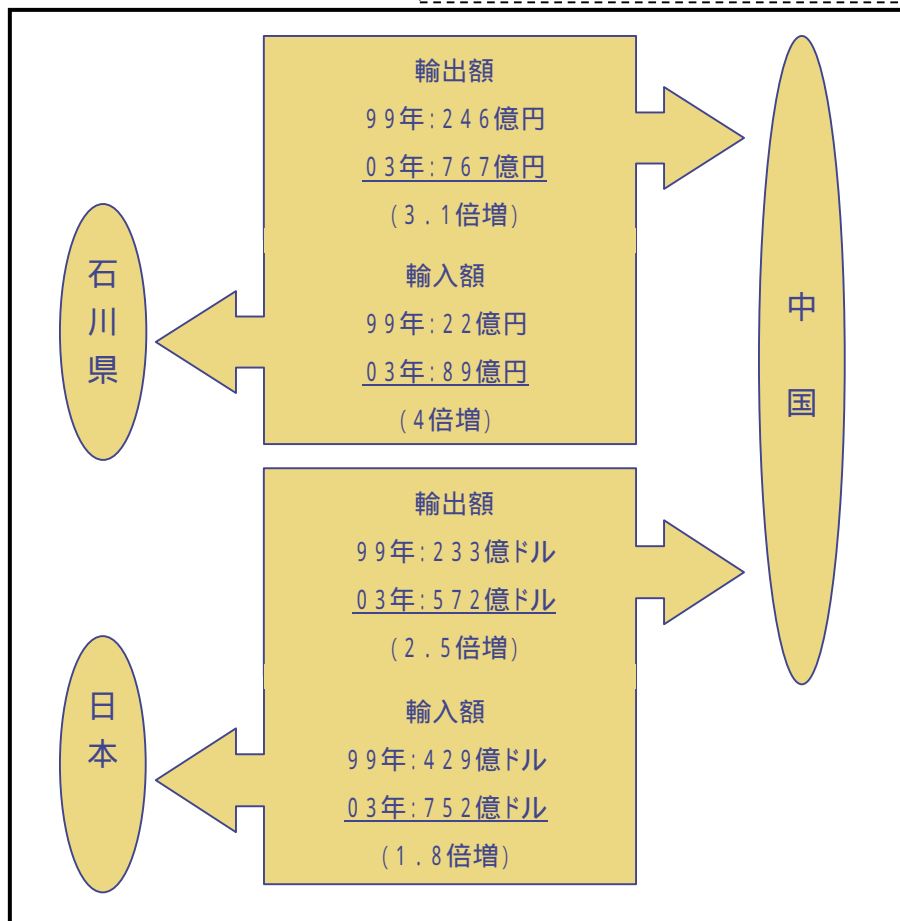 輸出額
99年:246億円
03年:767億円
(3.1倍増)
輸入額
99年:22億円
03年:89億円
(4倍増)
石川県
中国
輸出額
99年:233億ドル
03年:572億ドル
(2.5倍増)
輸入額
99年:429億ドル
03年:752億ドル
(1.8倍増)
日本